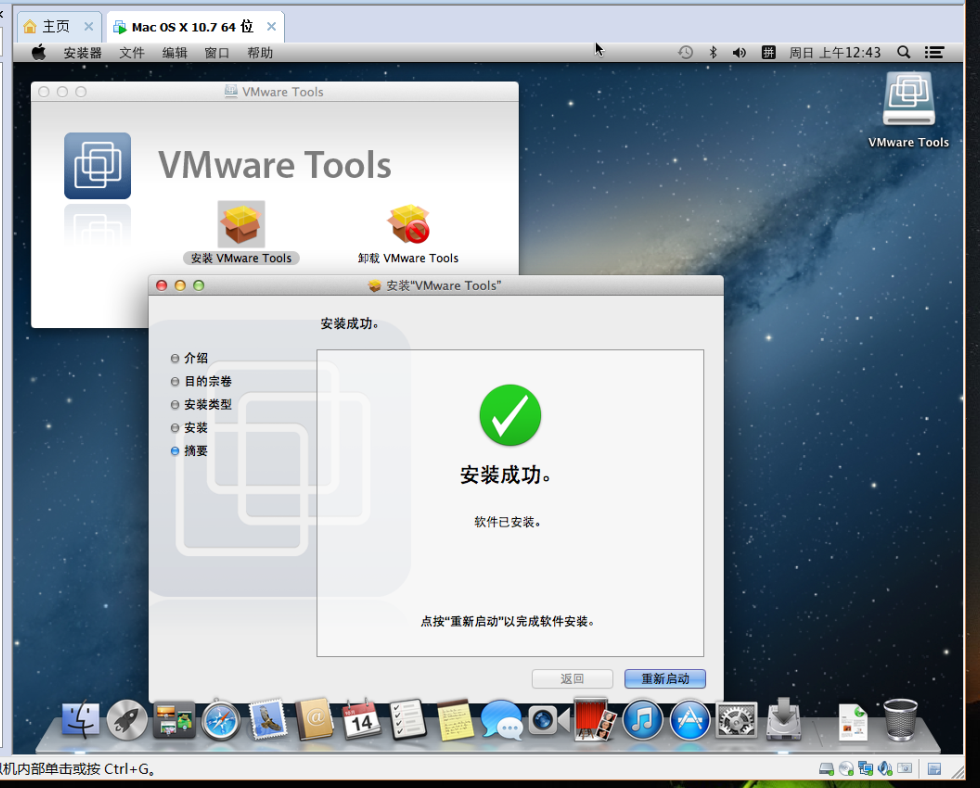 主页
Mac OS X 10.7 64 位
安装器 文件 编辑 窗口 帮助
拼 周日 上午12:43
VMware Tools
VMware Tools
VMware Tools
安装 VMware Tools
卸载 VMware Tools
安装“VMware Tools”
安装成功。
介绍
目的宗卷
安装类型
安装
摘要
安装成功。
软件已安装。
点按“重新启动”以完成软件安装。
返回
重新启动
14
机内部单击或按 Ctrl+G。